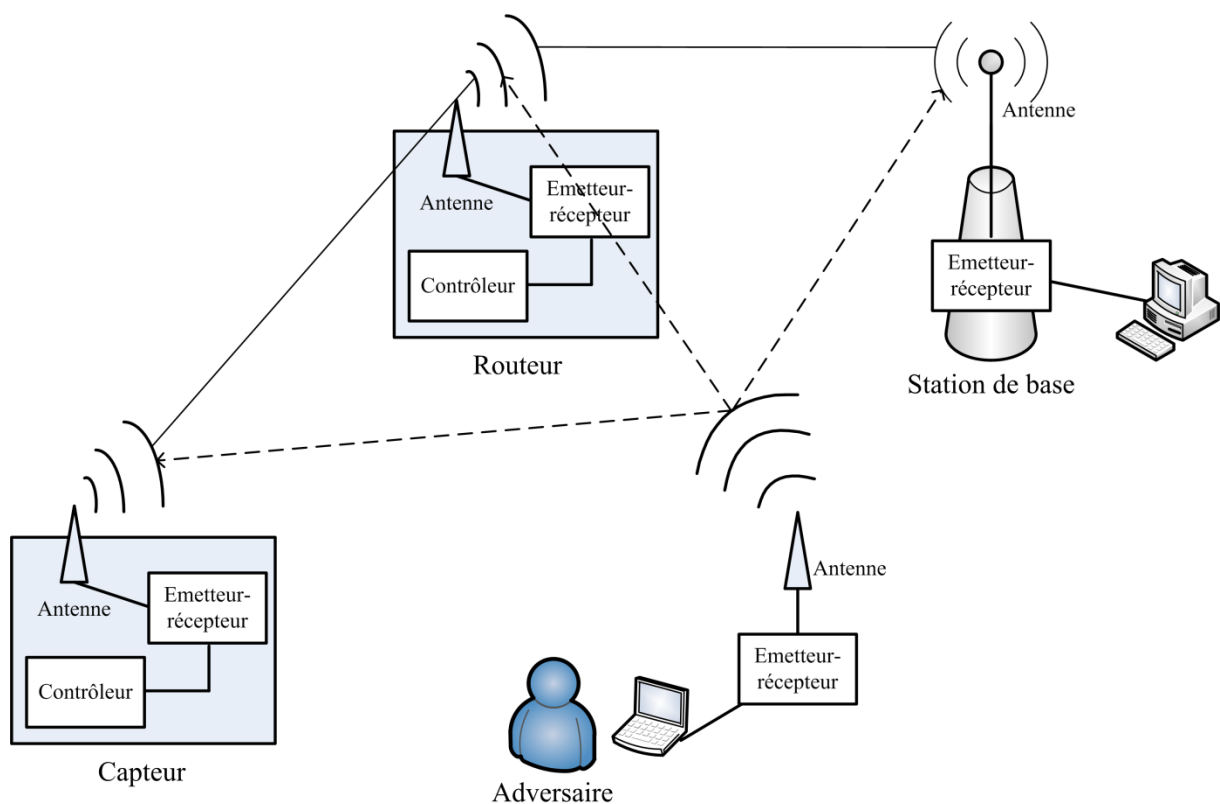 Antenne
Antenne
Emetteur-
récepteur
Contrôleur
Routeur
Emetteur-
récepteur
Station de base
Antenne
Emetteur-
récepteur
Contrôleur
Capteur
Antenne
Emetteur-
récepteur
Adversaire